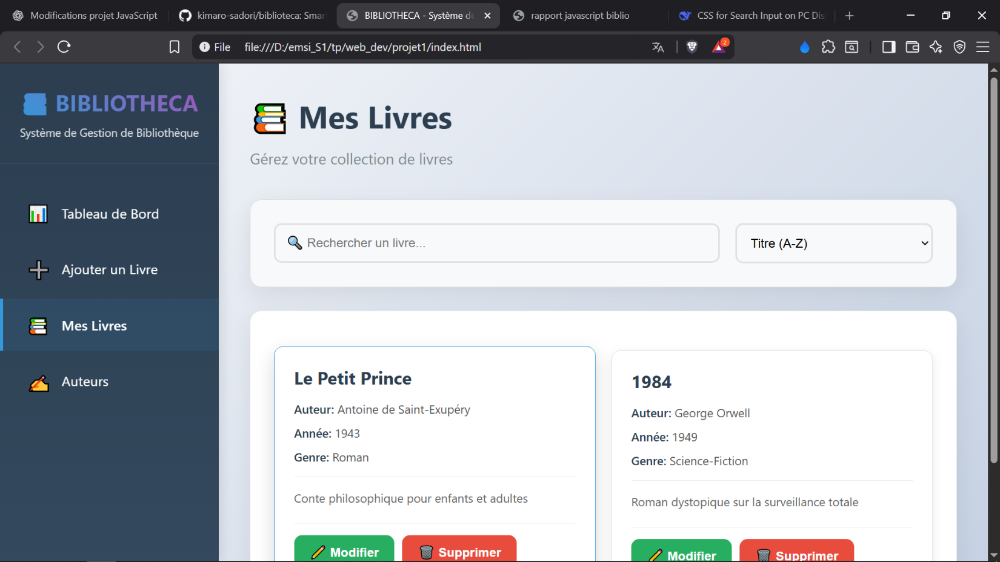 Modifications projet JavaScript
kimaro-sadori/biblioteca: Smar
BIBLIOTHECA - Système de
rapport javascript biblio
CSS for Search Input on PC Dis
File
file:///D:/emsi_S1/tp/web_dev/projet1/index.html
2
BIBLIOTHECA
Système de Gestion de Bibliothèque
Tableau de Bord
Ajouter un Livre
Mes Livres
Auteurs
Mes Livres
Gérez votre collection de livres
Rechercher un livre...
Titre (A-Z)
Le Petit Prince
Auteur: Antoine de Saint-Exupéry
Année: 1943
Genre: Roman
Conte philosophique pour enfants et adultes
Modifier
Supprimer
1984
Auteur: George Orwell
Année: 1949
Genre: Science-Fiction
Roman dystopique sur la surveillance totale
Modifier
Supprimer